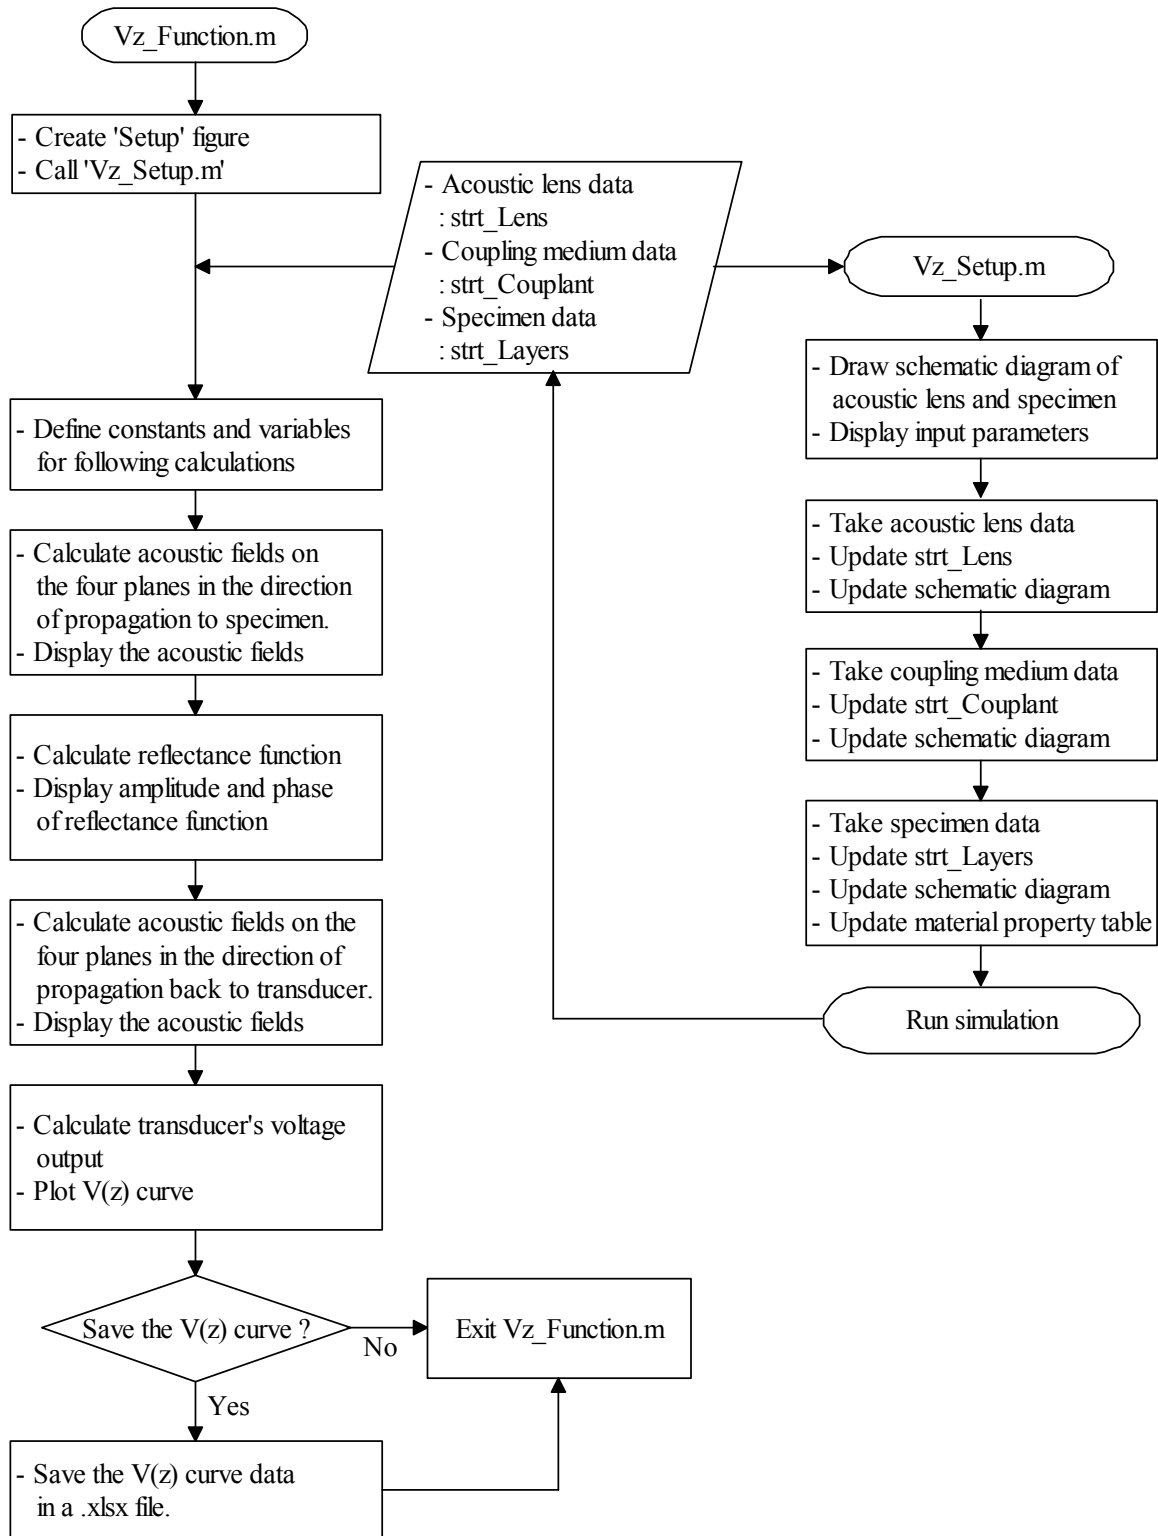 Vz_Function.m
- Create 'Setup' figure
- Call 'Vz_Setup.m'
- Acoustic lens data
: strt_Lens
- Coupling medium data
: strt_Couplant
- Specimen data
: strt_Layers
Vz_Setup.m
- Draw schematic diagram of
acoustic lens and specimen
- Display input parameters
- Take acoustic lens data
- Update strt_Lens
- Update schematic diagram
- Take coupling medium data
- Update strt_Couplant
- Update schematic diagram
- Take specimen data
- Update strt_Layers
- Update schematic diagram
- Update material property table
Run simulation
- Define constants and variables
for following calculations
- Calculate acoustic fields on
the four planes in the direction
of propagation to specimen.
- Display the acoustic fields
- Calculate reflectance function
- Display amplitude and phase
of reflectance function
- Calculate acoustic fields on the
four planes in the direction of
propagation back to transducer.
- Display the acoustic fields
- Calculate transducer's voltage
output
- Plot V(z) curve
Save the V(z) curve ?
No
Exit Vz_Function.m
Yes
- Save the V(z) curve data
in a .xlsx file.